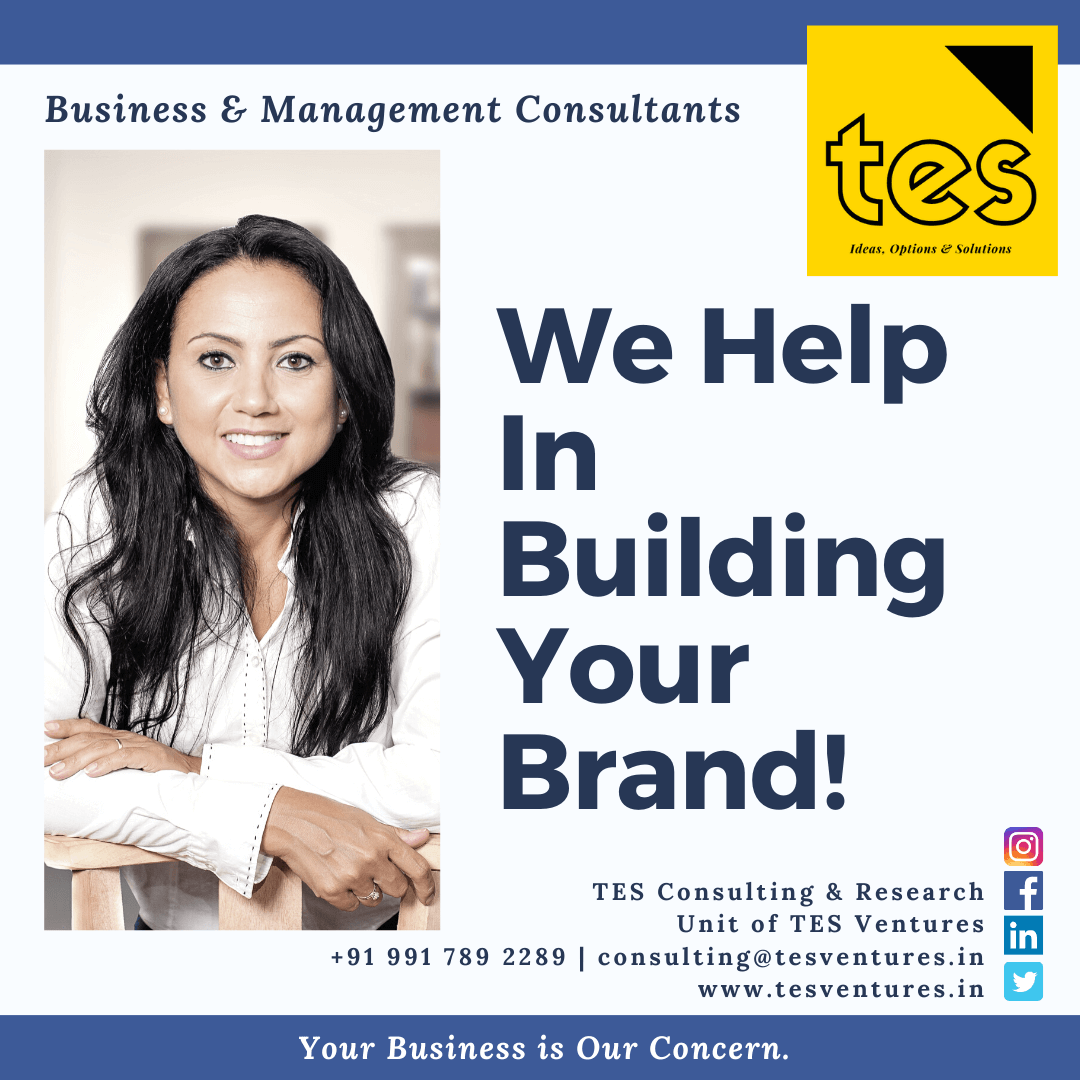 Business & Management Consultants
tes
Ideas, Options & Solutions
We Help
In
Building
Your
Brand!
TES Consulting & Research
Unit of TES Ventures
+91 991 789 2289 | consulting@tesventures.in
www.tesventures.in
Your Business is Our Concern.